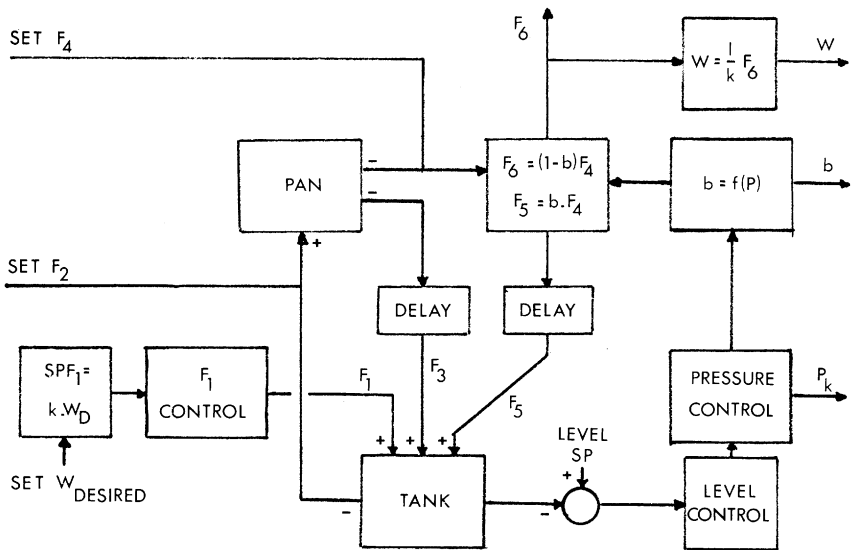 SET F4
F6
W = 1/k F6
W
PAN
-
-
+
F6 = (1-b)F4
F5 = b.F4
b = f(P)
b
SET F2
DELAY
DELAY
SPF1 =
k.WD
F1
CONTROL
F1
F3
F5
PRESSURE
CONTROL
Pk
SET WDESIRED
+
+
+
LEVEL
SP
+
TANK
-
-
LEVEL
CONTROL